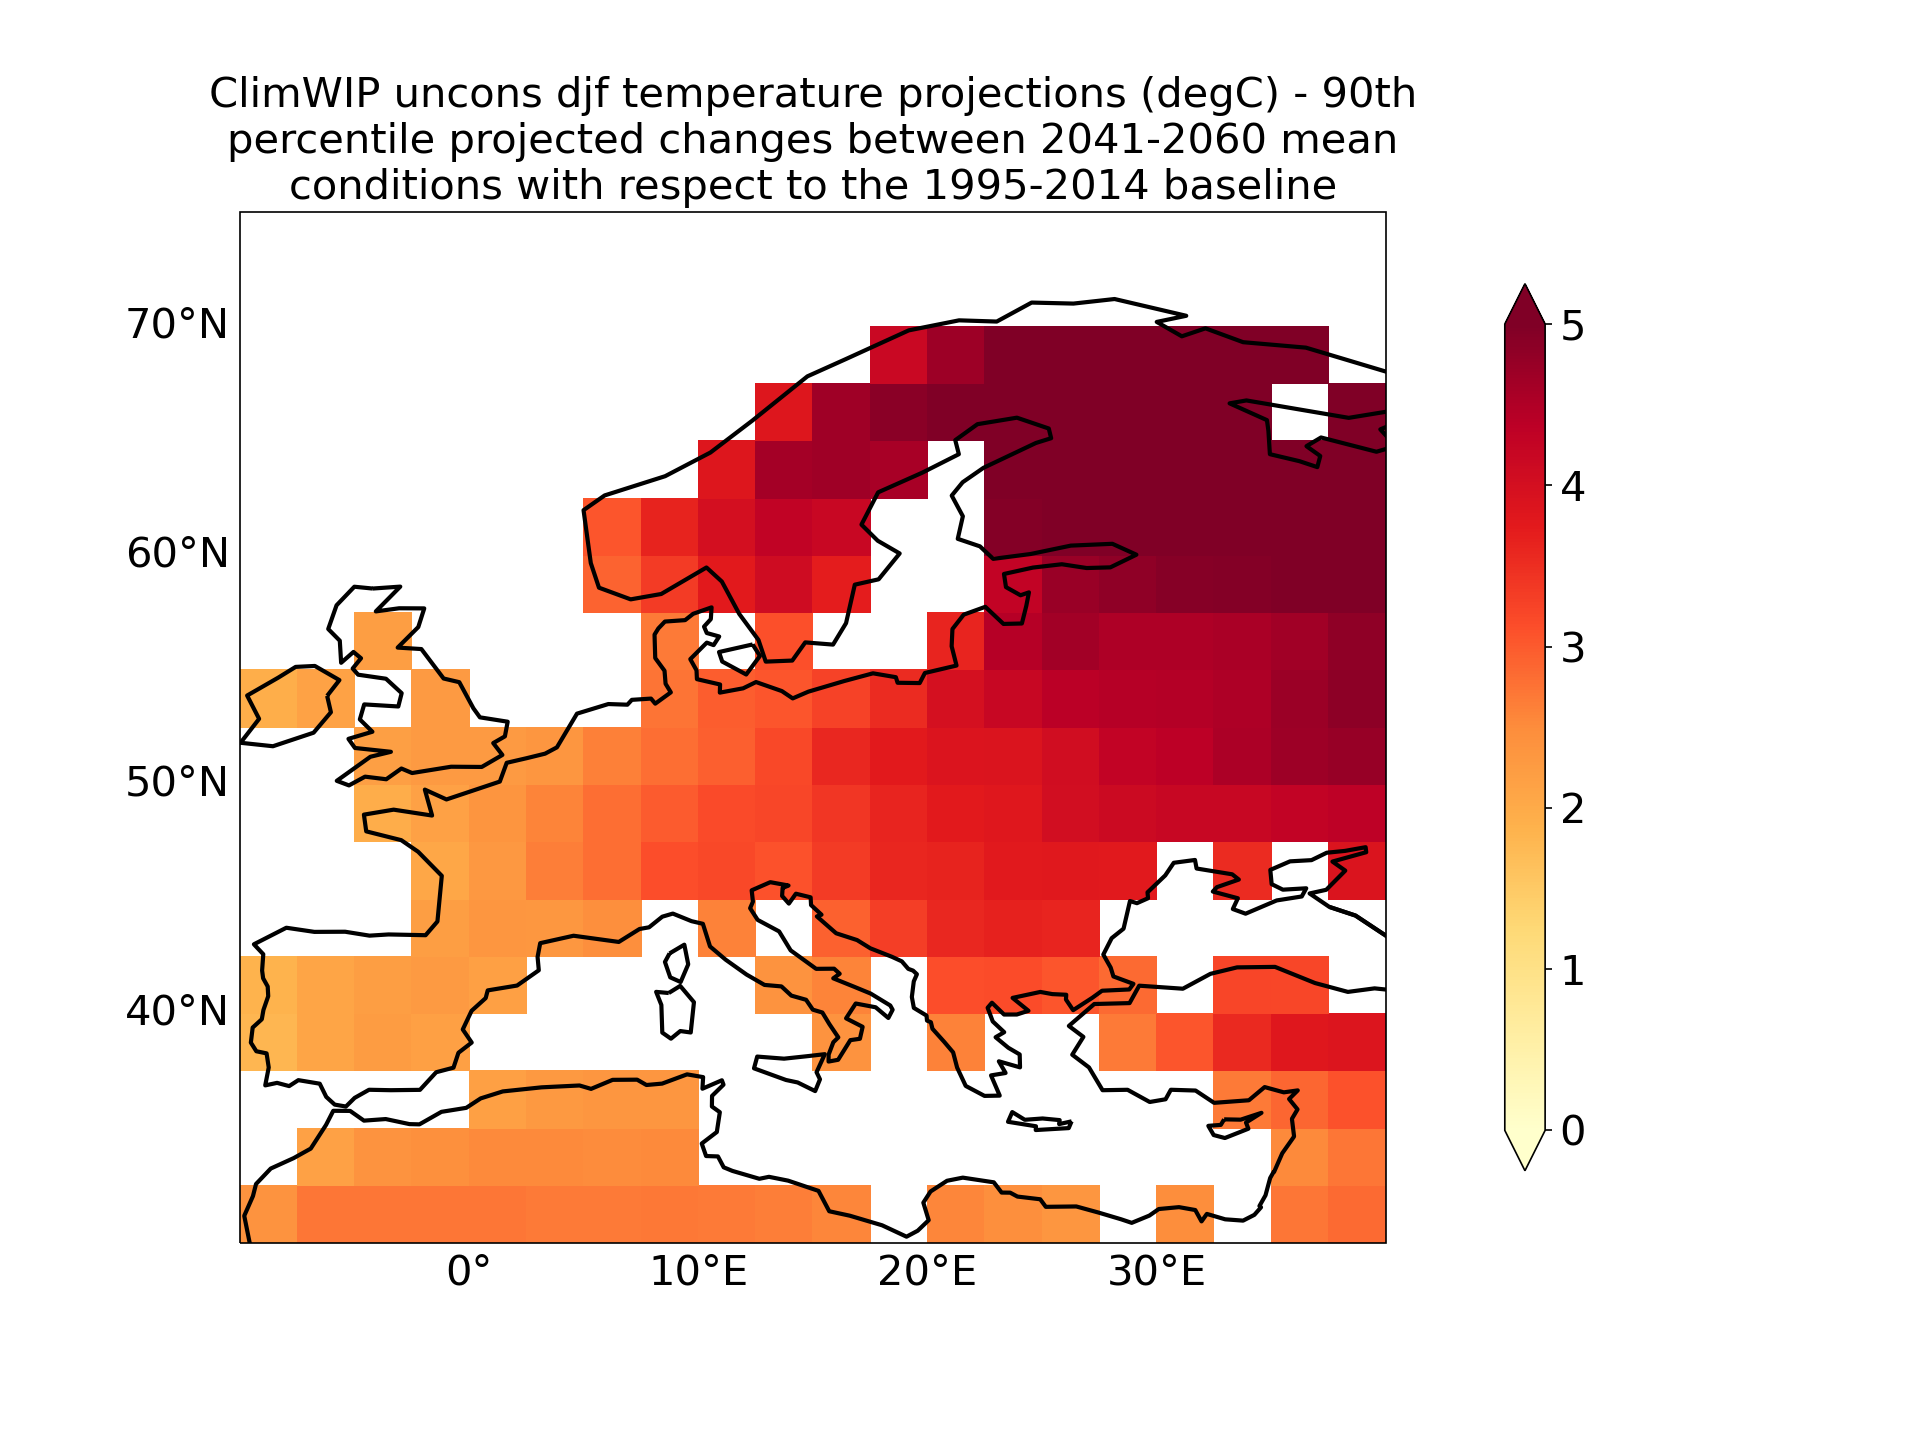 ClimWIP uncons djf temperature projections (degC) - 90th
percentile projected changes between 2041-2060 mean
conditions with respect to the 1995-2014 baseline
70°N
60°N
50°N
40°N
0°
10°E
20°E
30°E
5
4
3
2
1
0